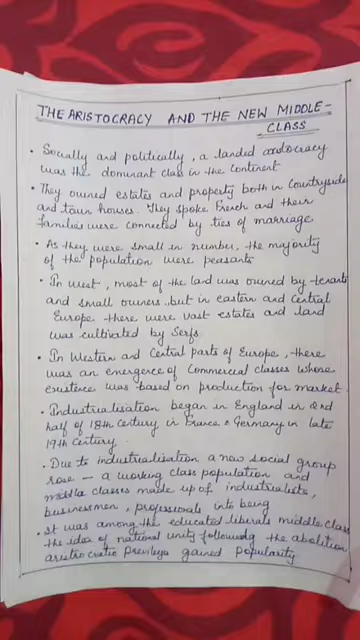 THE ARISTOCRACY AND THE NEW MIDDLE-
CLASS
• Socially and politically, a landed
was the dominant class in the continent
• They owned estates and property both in Countryside
and town houses. They spoke French and their
families were connected by ties of marriage.
• As they were small in number, the majority
of the population were peasants
• In west, most of the land was owned by tenants
and small owners, but in eastern and Central
Europe there were vast estates and land
was cultivated by Serfs.
• In Western and Central parts of Europe, there
was an emergence of Commercial classes whose
existence was based on production for market.
• Industrialisation began in England in 2nd
half of 18th Century in France & Germany in late
19th Century.
• Due to industrialisation a new social group
rose - a working class population and
middle classes made up of industrialists,
businessmen, professionals into being
• It was among the educated liberals middle class
the idea of national unity following the abolition
aristrocratic gained popularity